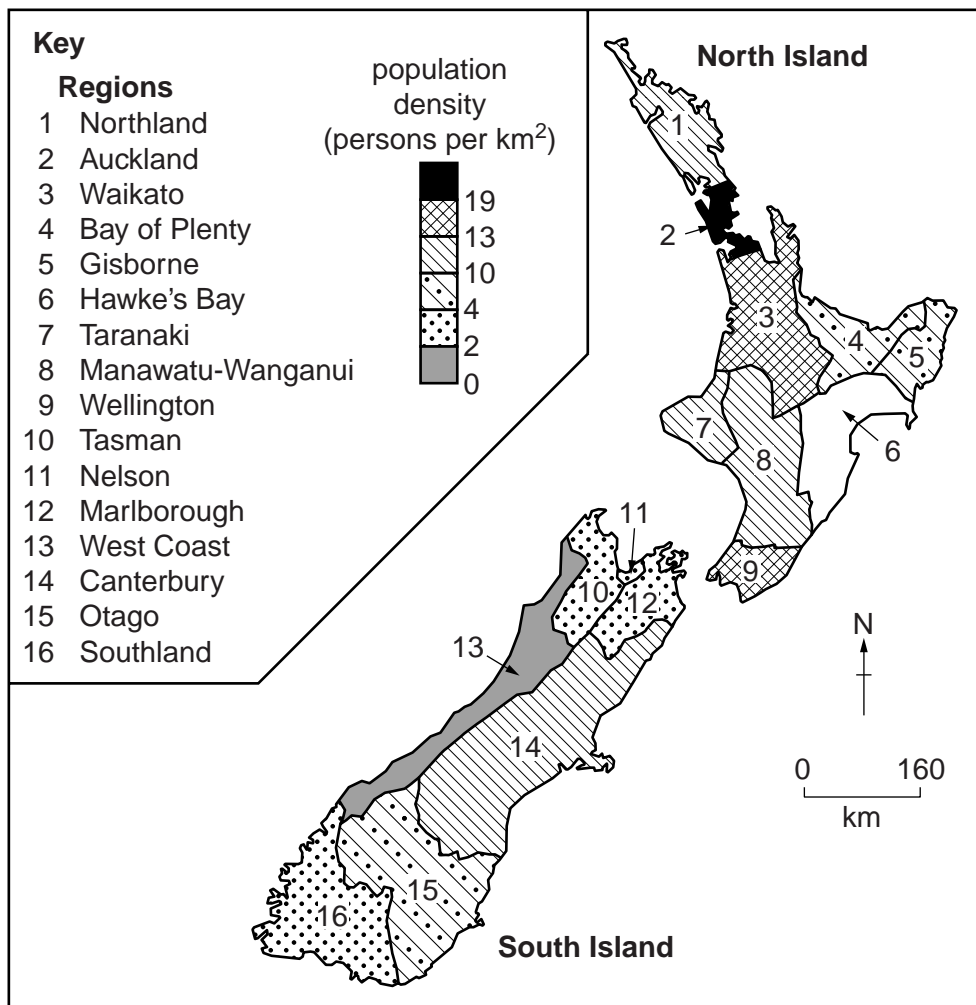 Key
Regions
1 Northland
2 Auckland
3 Waikato
4 Bay of Plenty
5 Gisborne
6 Hawke’s Bay
7 Taranaki
8 Manawatu-Wanganui
9 Wellington
10 Tasman
11 Nelson
12 Marlborough
13 West Coast
14 Canterbury
15 Otago
16 Southland
population
density
(persons per km²)
19
13
10
4
2
0
North Island
1
2
3
4
5
6
7
8
9
11
10
12
13
14
15
16
South Island
N
0 160
km